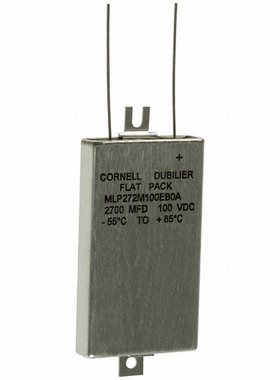 +
CORNELL DUBILIER
FLAT PACK
MLP272M100EB0A
2700 MFD 100 VDC
-55°C TO +85°C